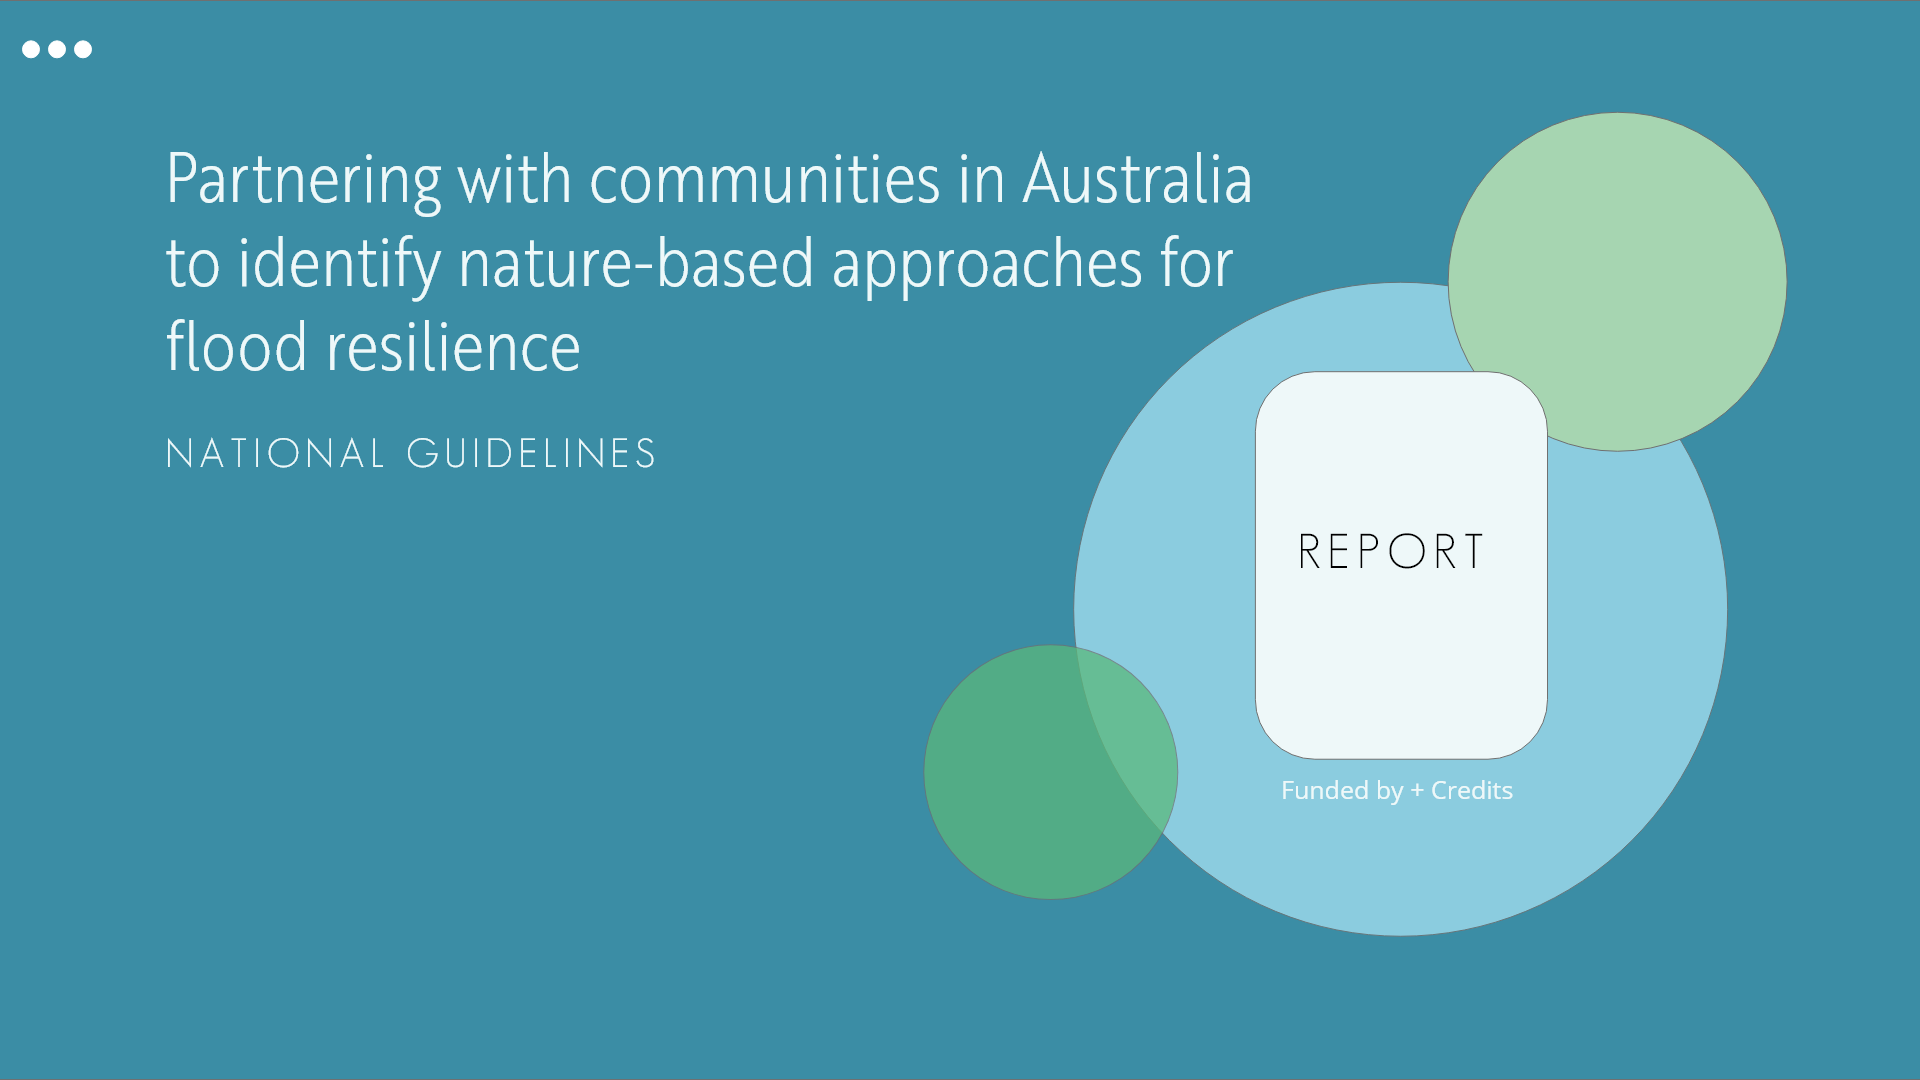 Partnering with communities in Australia
to identify nature-based approaches for
flood resilience
NATIONAL GUIDELINES
REPORT
Funded by + Credits